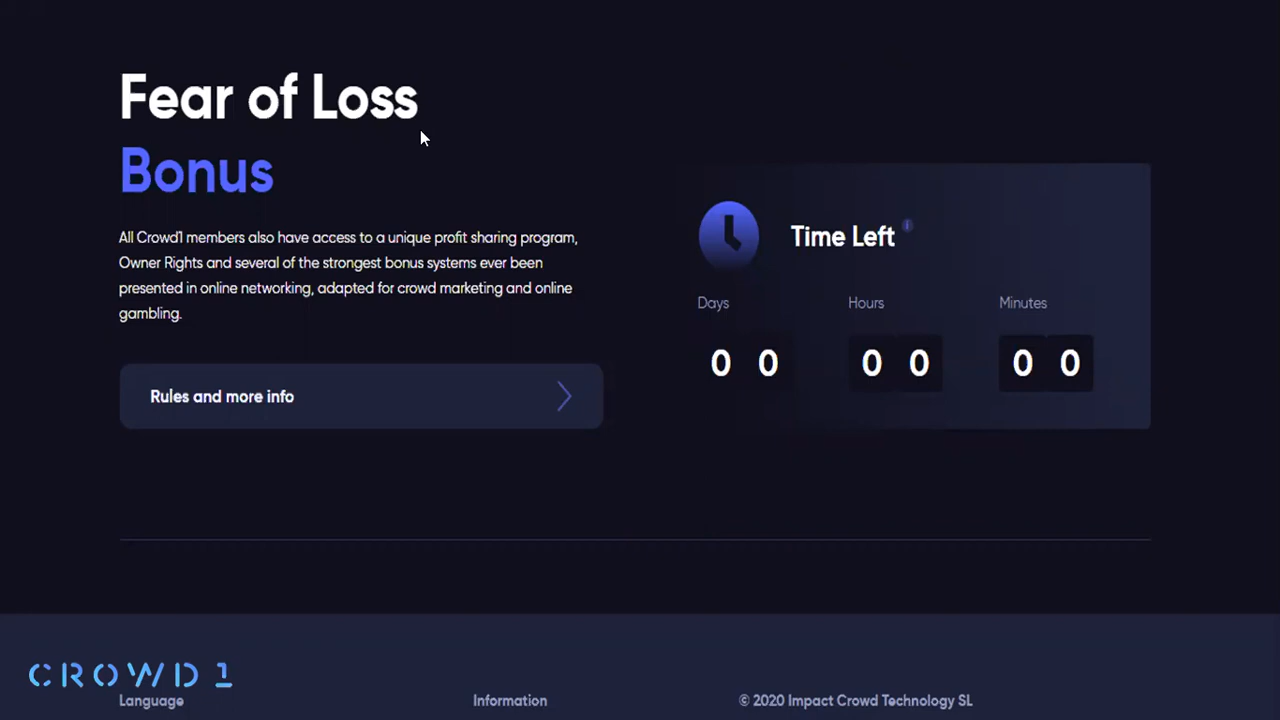 Fear of Loss
Bonus
All Crowd1 members also have access to a unique profit sharing program,
Owner Rights and several of the strongest bonus systems ever been
presented in online networking, adapted for crowd marketing and online
gambling.
Rules and more info
Time Left i
Days Hours Minutes
0 0 0 0 0 0
CROWD 1
Language Information © 2020 Impact Crowd Technology SL